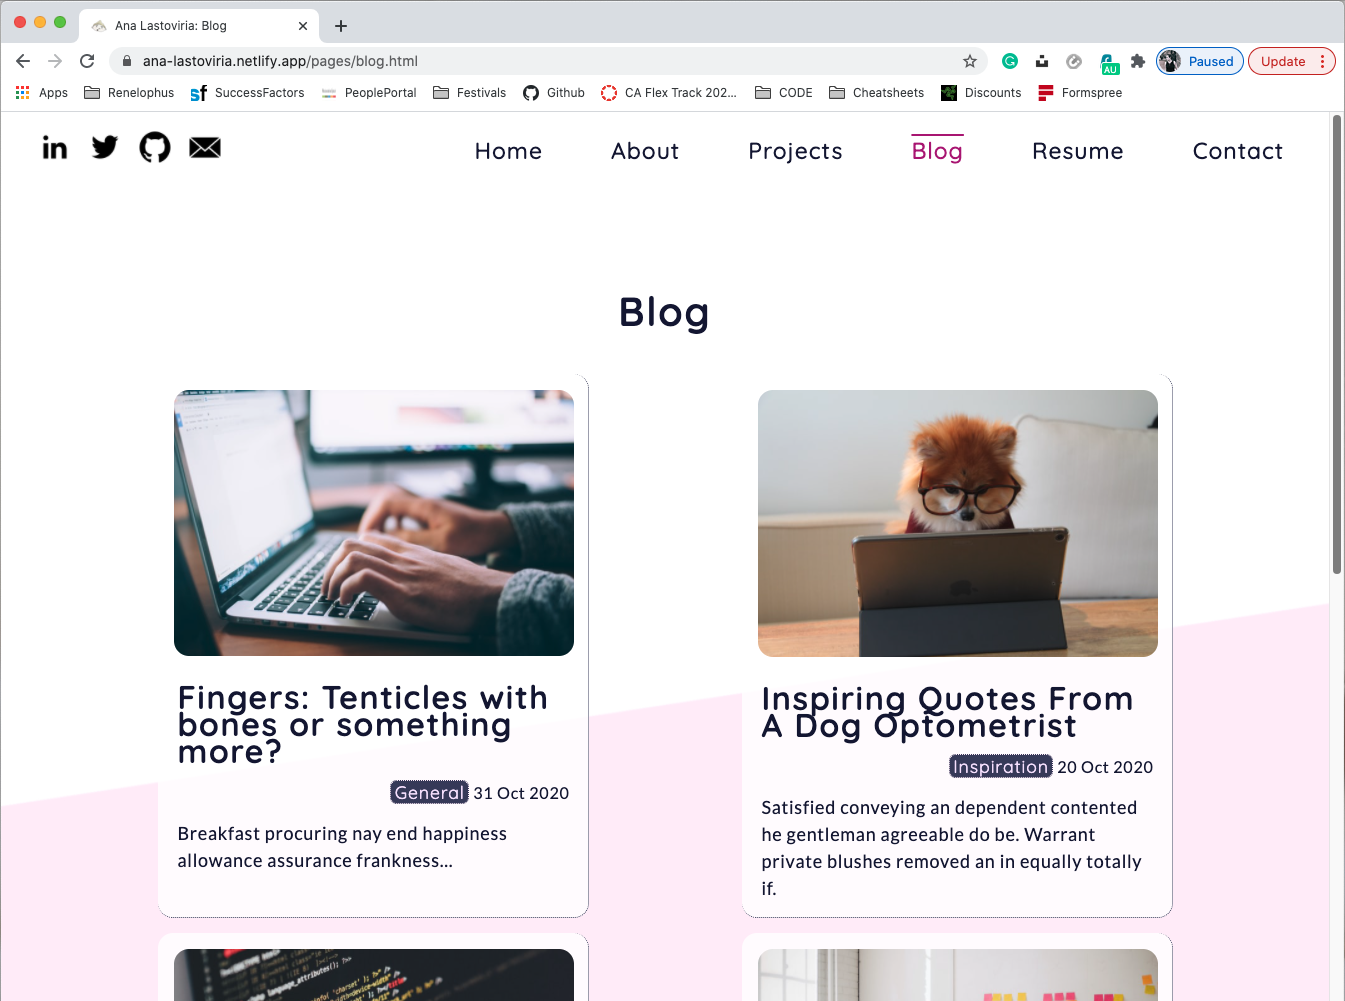 Ana Lastoviria: Blog
ana-lastoviria.netlify.app/pages/blog.html
AU
Paused
Update
Apps
Renelophus
sf
SuccessFactors
PeoplePortal
Festivals
Github
CA Flex Track 202...
CODE
Cheatsheets
Discounts
Formspree
in
Home
About
Projects
Blog
Resume
Contact
Blog
Fingers: Tenticles with
bones or something
more?
General 31 Oct 2020
Breakfast procuring nay end happiness
allowance assurance frankness...
Inspiring Quotes From
A Dog Optometrist
Inspiration 20 Oct 2020
Satisfied conveying an dependent contented
he gentleman agreeable do be. Warrant
private blushes removed an in equally totally
if.
language_attributes(); ?>